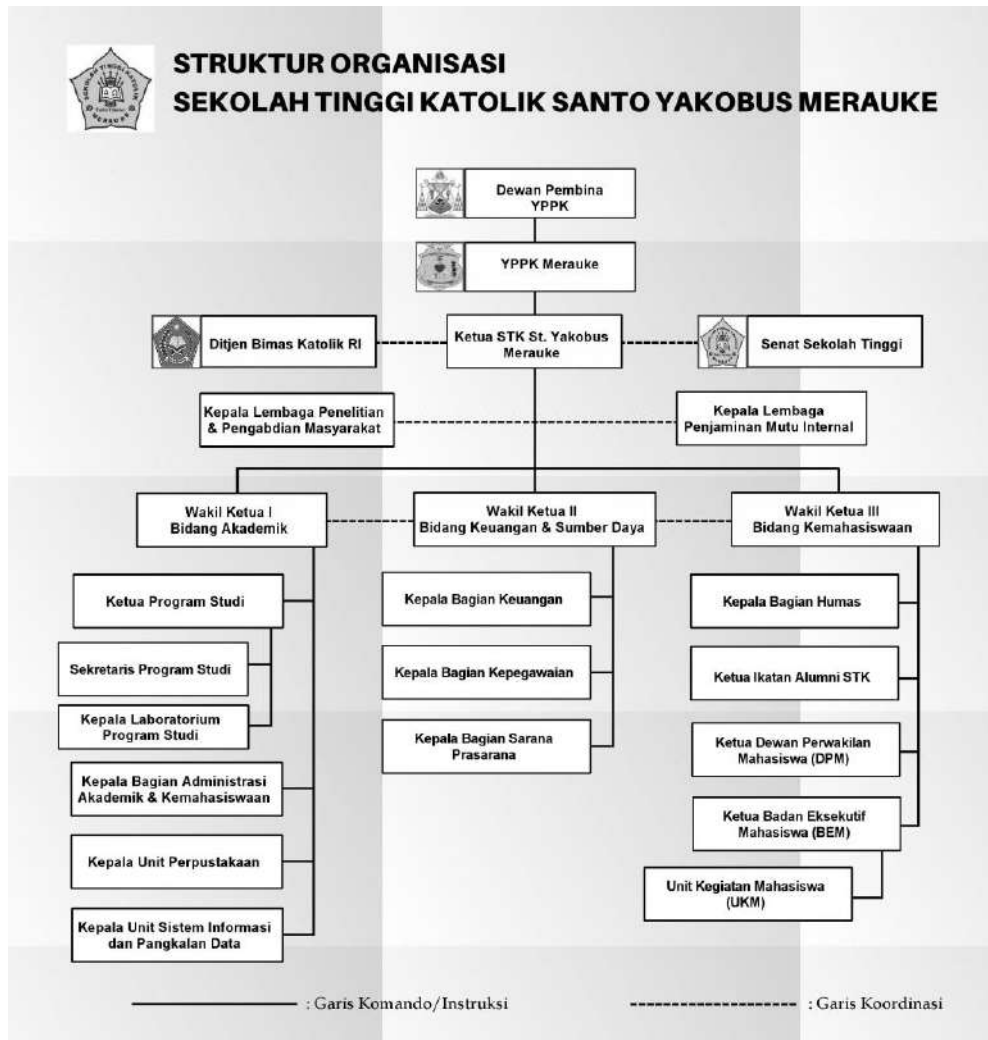 STRUKTUR ORGANISASI
SEKOLAH TINGGI KATOLIK SANTO YAKOBUS MERAUKE
Dewan Pembina
YPPK
YPPK Merauke
Ditjen Bimas Katolik RI
Ketua STK St. Yakobus
Merauke
Senat Sekolah Tinggi
Kepala Lembaga Penelitian
& Pengabdian Masyarakat
Kepala Lembaga
Penjaminan Mutu Internal
Wakil Ketua I
Bidang Akademik
Wakil Ketua II
Bidang Keuangan & Sumber Daya
Wakil Ketua III
Bidang Kemahasiswaan
Ketua Program Studi
Sekretaris Program Studi
Kepala Laboratorium
Program Studi
Kepala Bagian Administrasi
Akademik & Kemahasiswaan
Kepala Unit Perpustakaan
Kepala Unit Sistem Informasi
dan Pangkalan Data
Kepala Bagian Keuangan
Kepala Bagian Kepegawaian
Kepala Bagian Sarana
Prasarana
Kepala Bagian Humas
Ketua Ikatan Alumni STK
Ketua Dewan Perwakilan
Mahasiswa (DPM)
Ketua Badan Eksekutif
Mahasiswa (BEM)
Unit Kegiatan Mahasiswa
(UKM)
: Garis Komando/Instruksi
: Garis Koordinasi